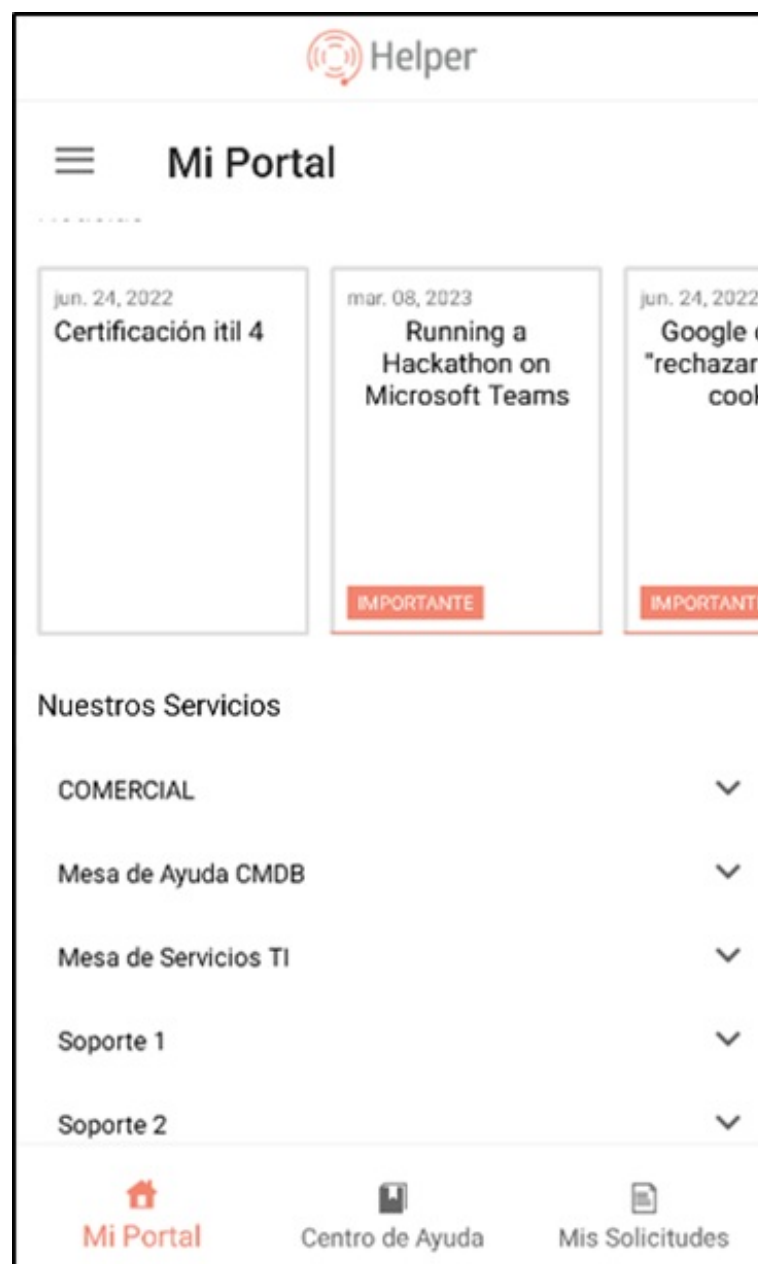 Helper
Mi Portal
jun. 24, 2022
Certificación itil 4
mar. 08, 2023
Running a
Hackathon on
Microsoft Teams
IMPORTANTE
jun. 24, 2022
Google
"rechazar
IMPORTANT
Nuestros Servicios
COMERCIAL
Mesa de Ayuda CMDB
Mesa de Servicios TI
Soporte 1
Soporte 2
Mi Portal
Centro de Ayuda
Mis Solicitudes